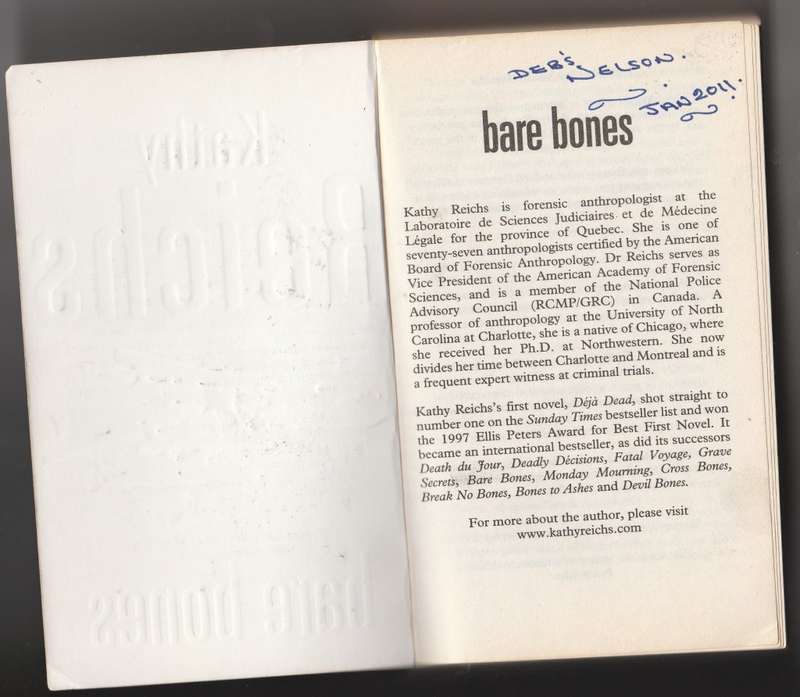 Kathy
Reichs
bare bones
DEB'S
NELSON.
JAN 2011.
bare bones
Kathy Reichs is forensic anthropologist at the
Laboratoire de Sciences Judiciaires et de Médecine
Légale for the province of Quebec. She is one of
seventy-seven anthropologists certified by the American
Board of Forensic Anthropology. Dr Reichs serves as
Vice President of the American Academy of Forensic
Sciences, and is a member of the National Police
Advisory Council (RCMP/GRC) in Canada. A
professor of anthropology at the University of North
Carolina at Charlotte, she is a native of Chicago, where
she received her Ph.D. at Northwestern. She now
divides her time between Charlotte and Montreal and is
a frequent expert witness at criminal trials.
Kathy Reichs's first novel, Déjà Dead, shot straight to
number one on the Sunday Times bestseller list and won
the 1997 Ellis Peters Award for Best First Novel. It
became an international bestseller, as did its successors
Death du Jour, Deadly Décisions, Fatal Voyage, Grave
Secrets, Bare Bones, Monday Mourning, Cross Bones,
Break No Bones, Bones to Ashes and Devil Bones.
For more about the author, please visit
www.kathyreichs.com